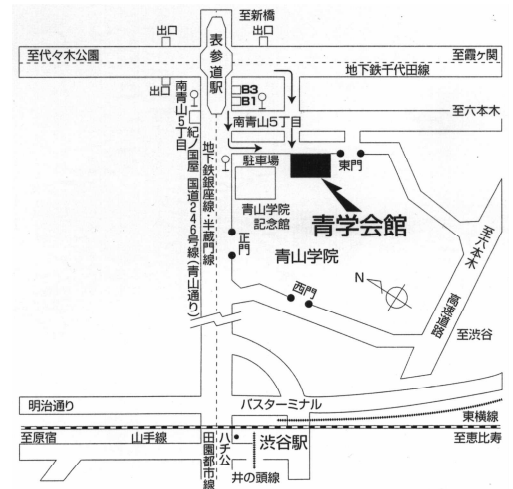 至新橋
出口
出口
表参道駅
至代々木公園
至霞ヶ関
地下鉄千代田線
出口
B3
B1
南青山5丁目
南青山5丁目
至六本木
紀ノ国屋
国道246号線(青山通り)
地下鉄銀座線・半蔵門線
駐車場
東門
青山学院
記念館
青学会館
正門
青山学院
至六本木
N
西門
高速道路
至渋谷
明治通り
バスターミナル
東横線
至原宿
山手線
田園都市線
ハチ公
渋谷駅
至恵比寿
井の頭線